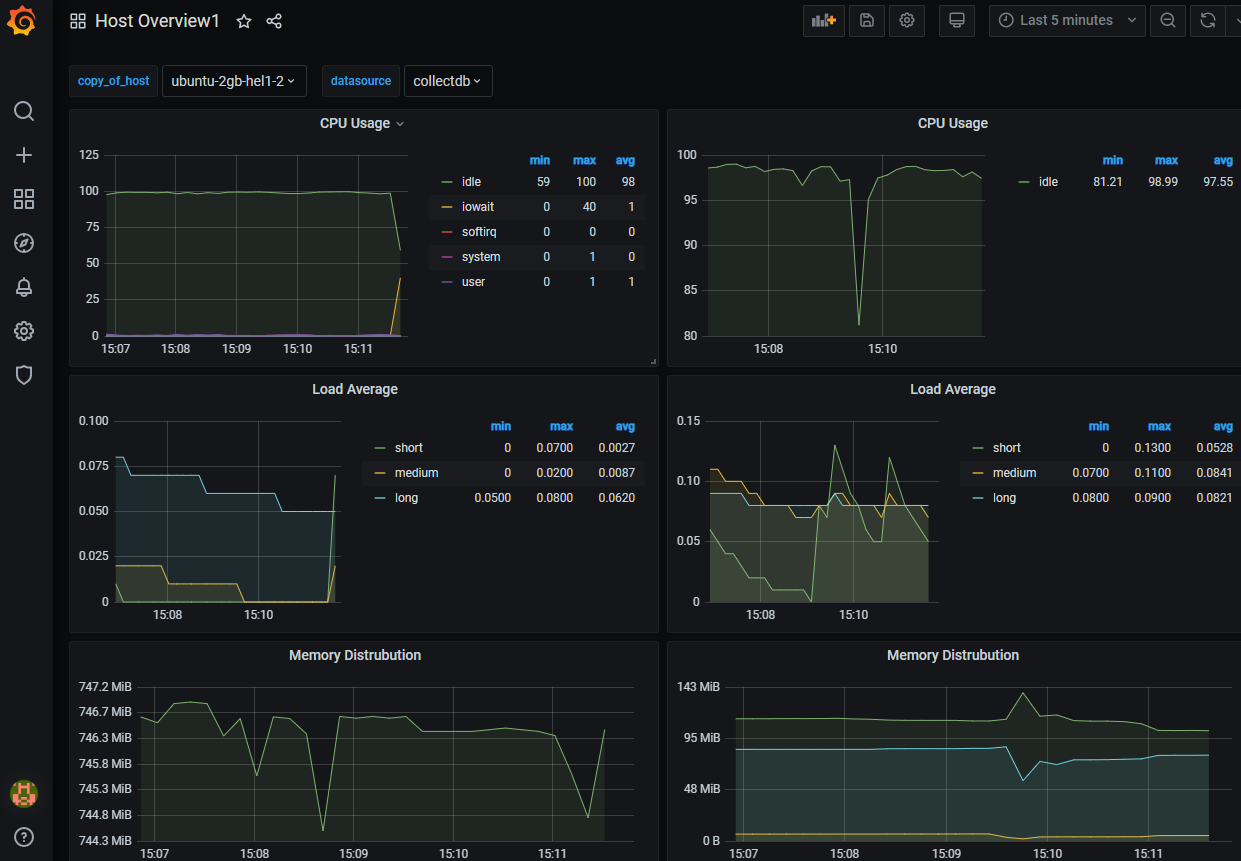 Host Overview1
Last 5 minutes
copy_of_host ubuntu-2gb-hel1-2 datasource collectdb
CPU Usage
125
100
75
50
25
0
15:07 15:08 15:09 15:10 15:11
min max avg
idle 59 100 98
iowait 0 40 1
softirq 0 0 0
system 0 1 0
user 0 1 1
CPU Usage
100
95
90
85
80
15:08 15:10
min max avg
idle 81.21 98.99 97.55
Load Average
0.100
0.075
0.050
0.025
0
15:08 15:10
min max avg
short 0 0.0700 0.0027
medium 0 0.0200 0.0087
long 0.0500 0.0800 0.0620
Load Average
0.15
0.10
0.05
0
15:08 15:10
min max avg
short 0 0.1300 0.0528
medium 0.0700 0.1100 0.0841
long 0.0800 0.0900 0.0821
Memory Distrubution
747.2 MiB
746.7 MiB
746.3 MiB
745.8 MiB
745.3 MiB
744.8 MiB
744.3 MiB
15:07 15:08 15:09 15:10 15:11
Memory Distrubution
143 MiB
95 MiB
48 MiB
0 B
15:07 15:08 15:09 15:10 15:11